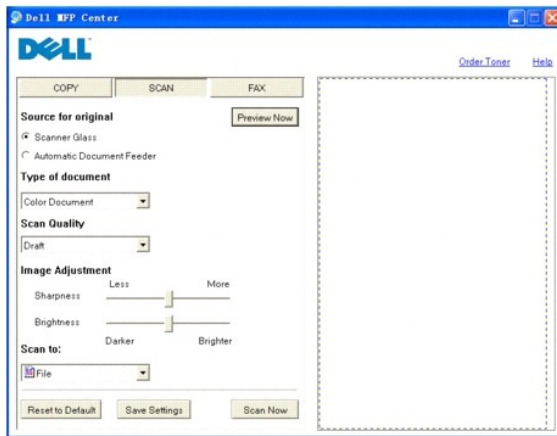 Dell MFP Center
DELL
Order Toner Help
COPY SCAN FAX
Source for original Preview Now
Scanner Glass
Automatic Document Feeder
Type of document
Color Document
Scan Quality
Draft
Image Adjustment
Less More
Sharpness
Brightness
Darker Brighter
Scan to:
File
Reset to Default Save Settings Scan Now